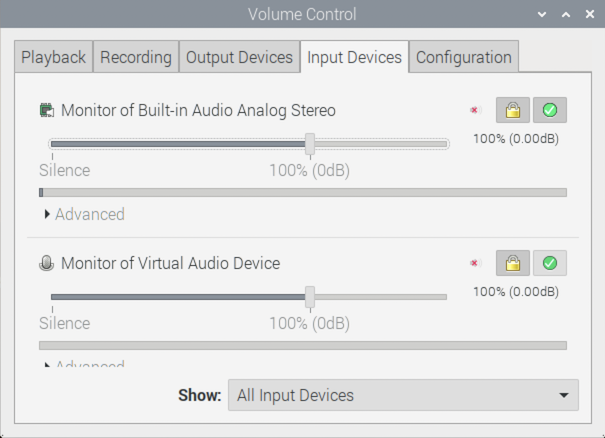 Volume Control
Playback Recording Output Devices Input Devices Configuration
Monitor of Built-in Audio Analog Stereo
100% (0.00dB)
Silence 100% (0dB)
Advanced
Monitor of Virtual Audio Device
100% (0.00dB)
Silence 100% (0dB)
Advanced
Show: All Input Devices